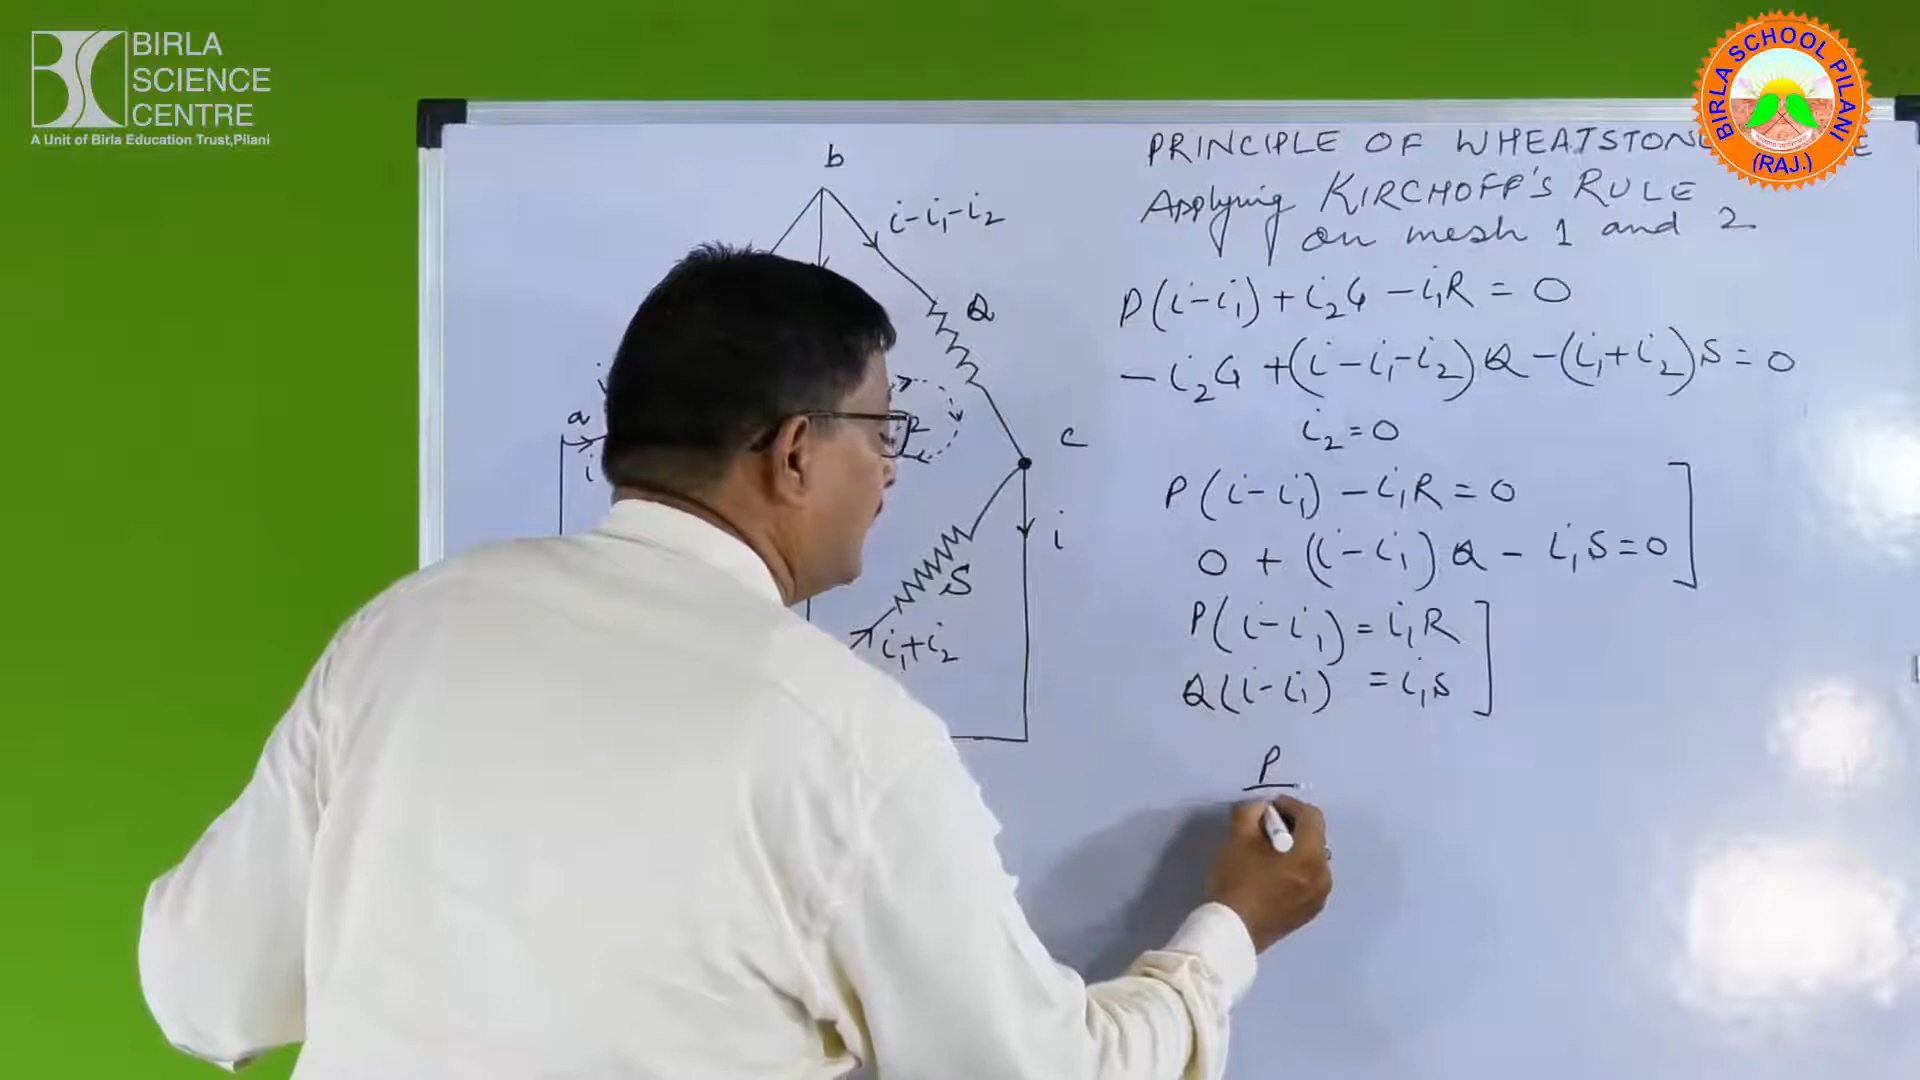 BIRLA
SCIENCE
CENTRE
A Unit of Birla Education Trust,Pilani
BIRLA SCHOOL PILANI
(RAJ.)
PRINCIPLE OF WHEATSTON
Applying KIRCHOFF'S RULE
on mesh 1 and 2
P(i-i₁)+i₂G -i₁R = 0
-i₂G +(i-i₁-i₂)Q -(i₁+i₂)S = 0
i₂=0
P(i-i₁) -i₁R = 0
0 + (i-i₁)Q - i₁S = 0
P(i-i₁) = i₁R
Q(i-i₁) = i₁S
P
b
i-i₁-i₂
Q
a
i
2
c
i
S
i₁+i₂